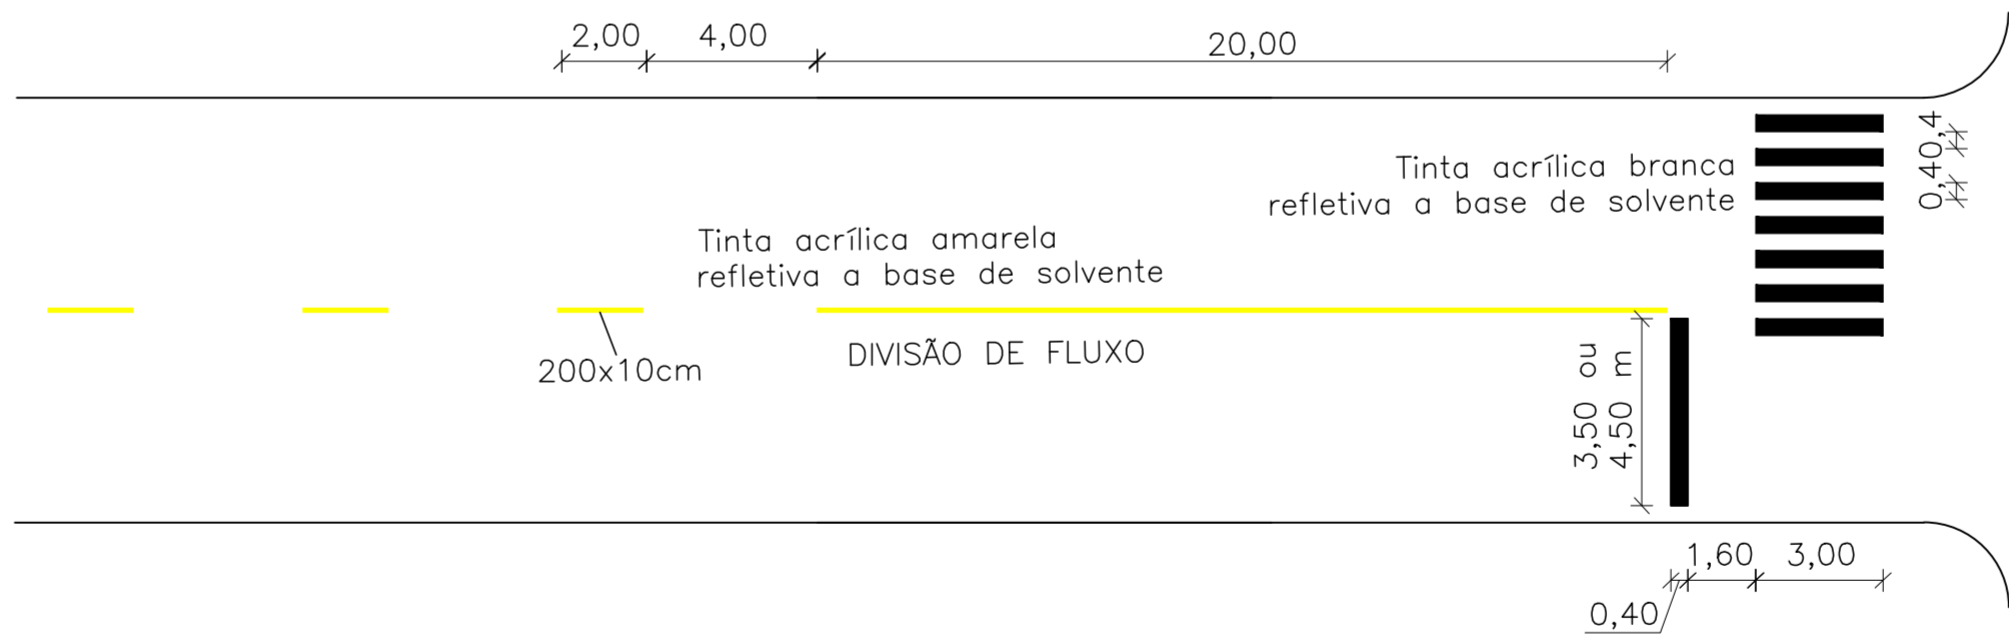 2,00
4,00
20,00
0,40,4
Tinta acrílica branca
refletiva a base de solvente
Tinta acrílica amarela
refletiva a base de solvente
DIVISÃO DE FLUXO
200x10cm
3,50 ou
4,50 m
1,60
3,00
0,40